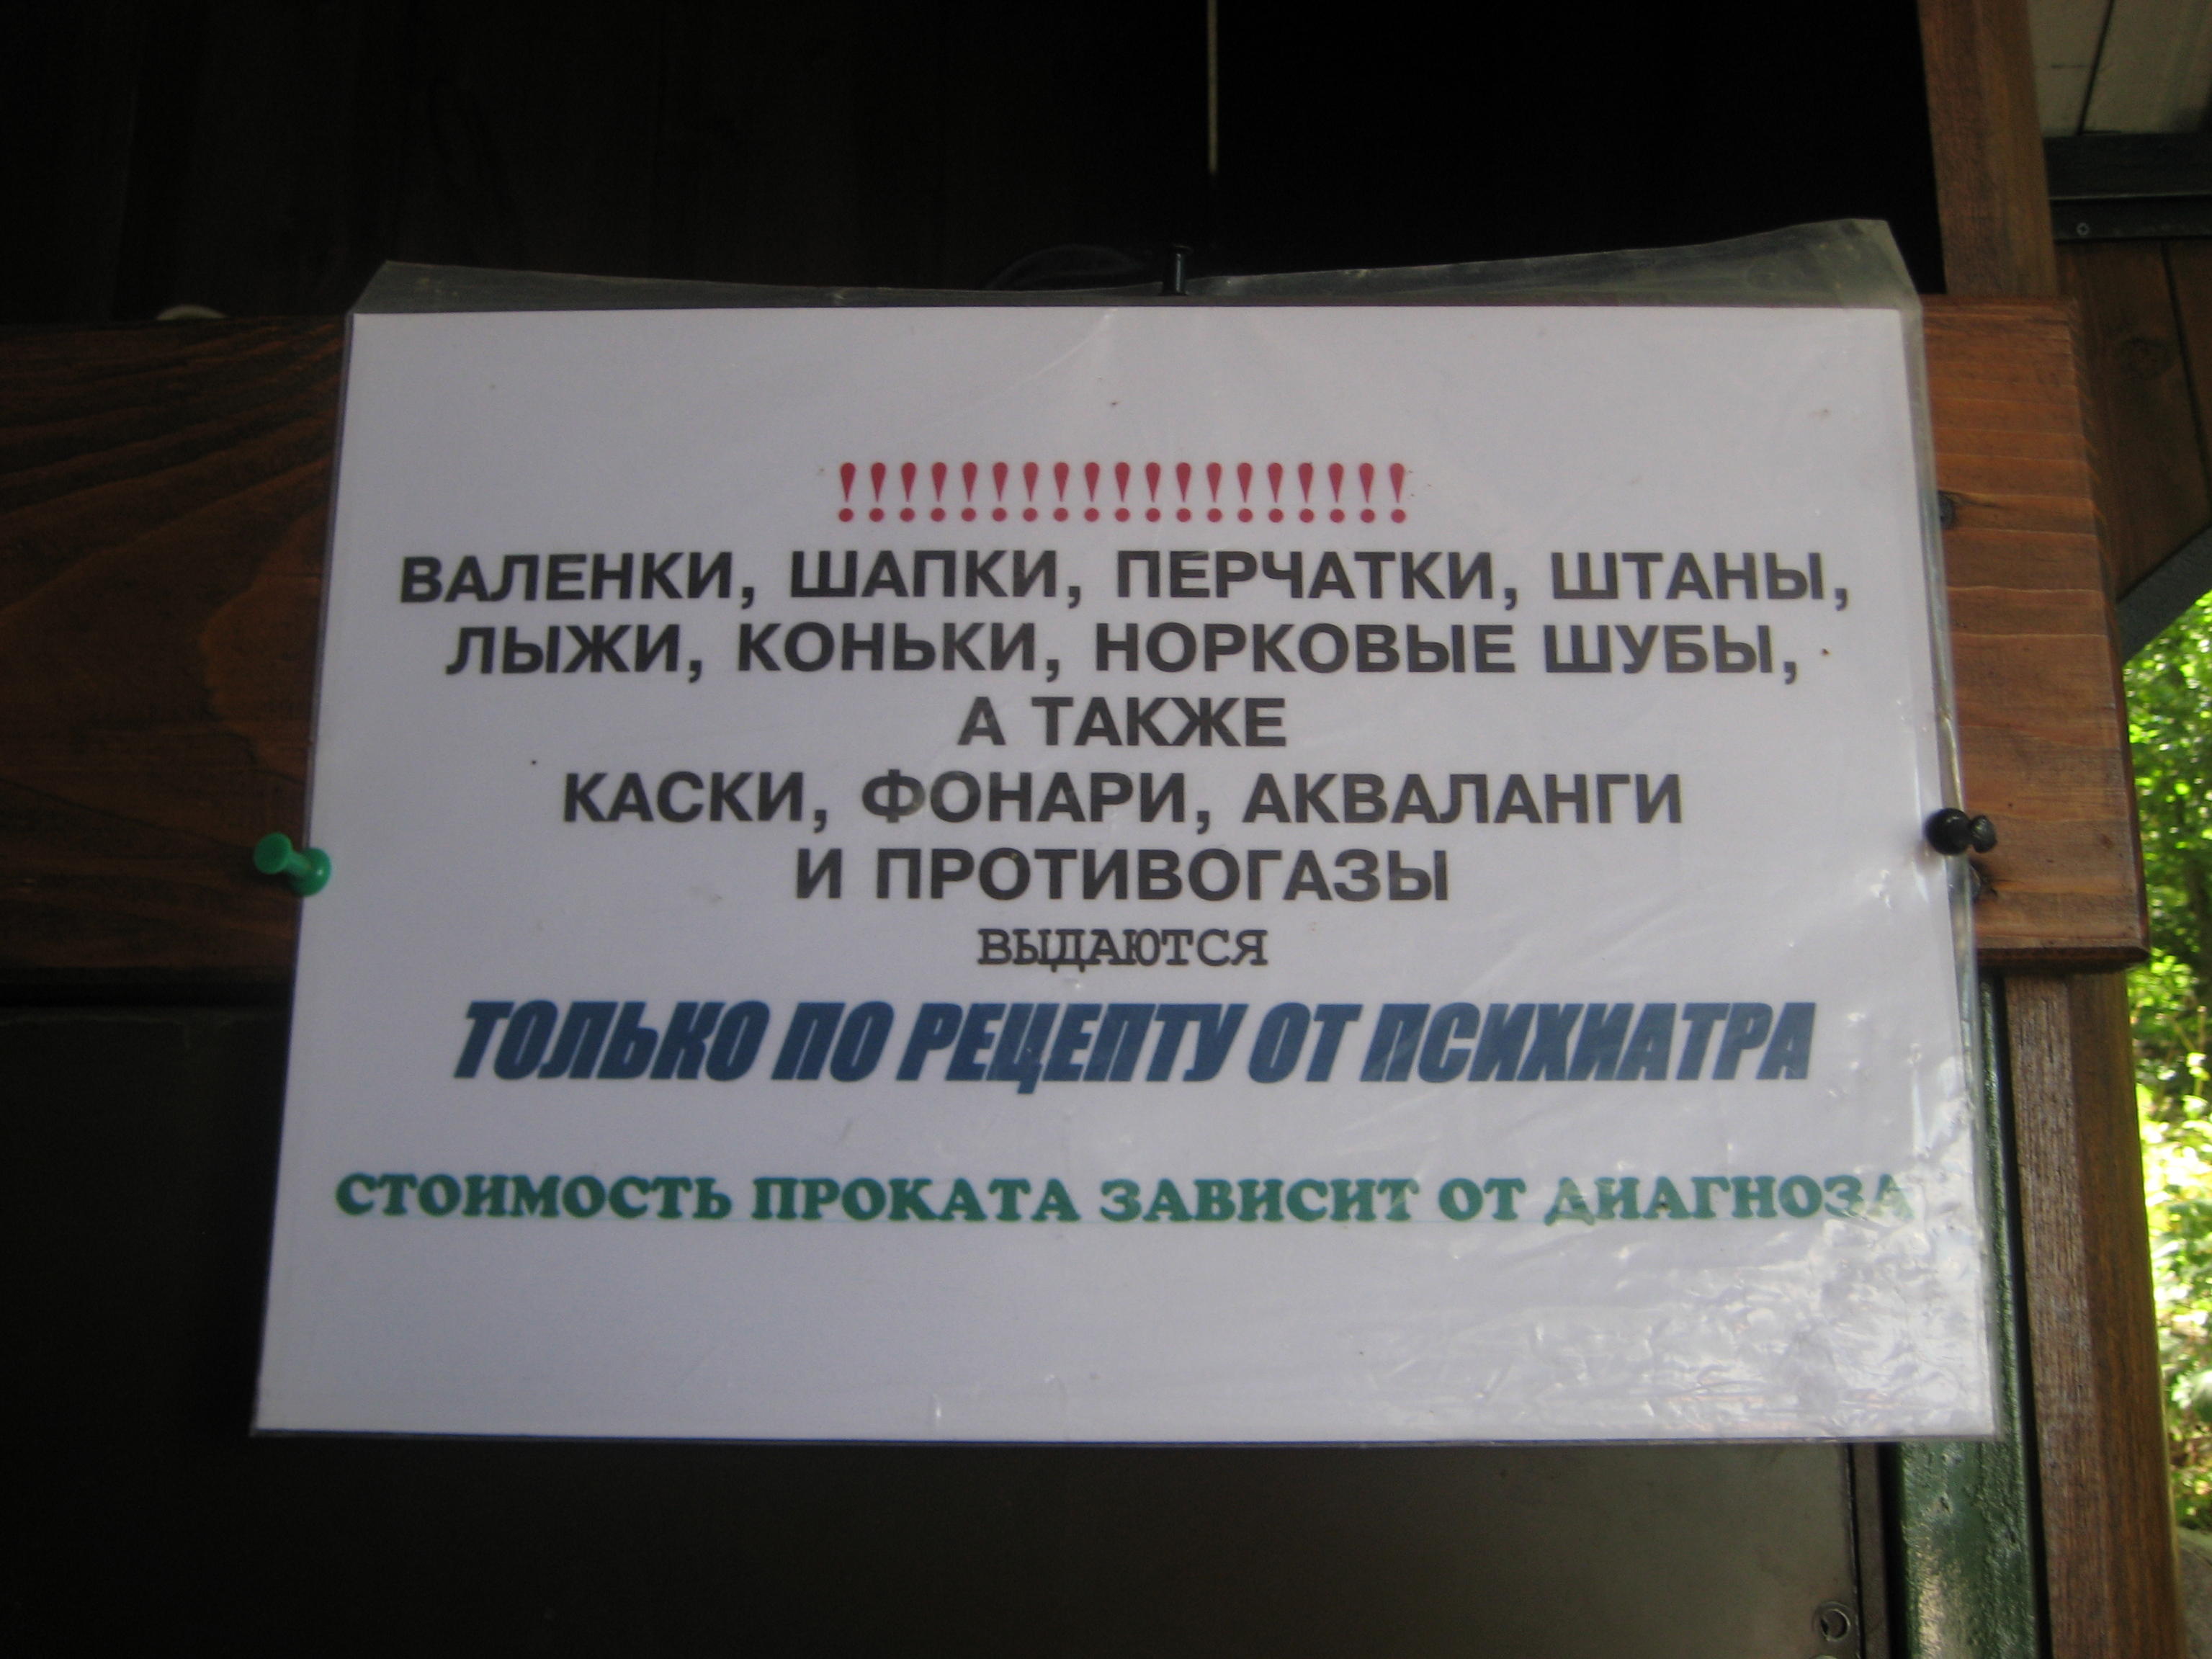 !!!!!!!!!!!!!!!!!!!
ВАЛЕНКИ, ШАПКИ, ПЕРЧАТКИ, ШТАНЫ,
ЛЫЖИ, КОНЬКИ, НОРКОВЫЕ ШУБЫ,
А ТАКЖЕ
КАСКИ, ФОНАРИ, АКВАЛАНГИ
И ПРОТИВОГАЗЫ
ВЫДАЮТСЯ
ТОЛЬКО ПО РЕЦЕПТУ ОТ ПСИХИАТРА
СТОИМОСТЬ ПРОКАТА ЗАВИСИТ ОТ ДИАГНОЗА